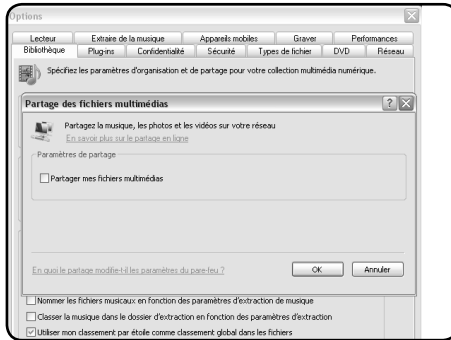 Options
Lecteur Extraire de la musique Appareils mobiles Graver Performances
Bibliothèque Plug-ins Confidentialité Sécurité Types de fichier DVD Réseau
Spécifiez les paramètres d'organisation et de partage pour votre collection multimédia numérique.
Partage des fichiers multimédias
Partagez la musique, les photos et les vidéos sur votre réseau
En savoir plus sur le partage en ligne
Paramètres de partage
Partager mes fichiers multimédias
En quoi le partage modifie-t-il les paramètres du pare-feu ?
OK Annuler
Nommer les fichiers musicaux en fonction des paramètres d'extraction de musique
Classer la musique dans le dossier d'extraction en fonction des paramètres d'extraction
Utiliser mon classement par étoile comme classement global dans les fichiers